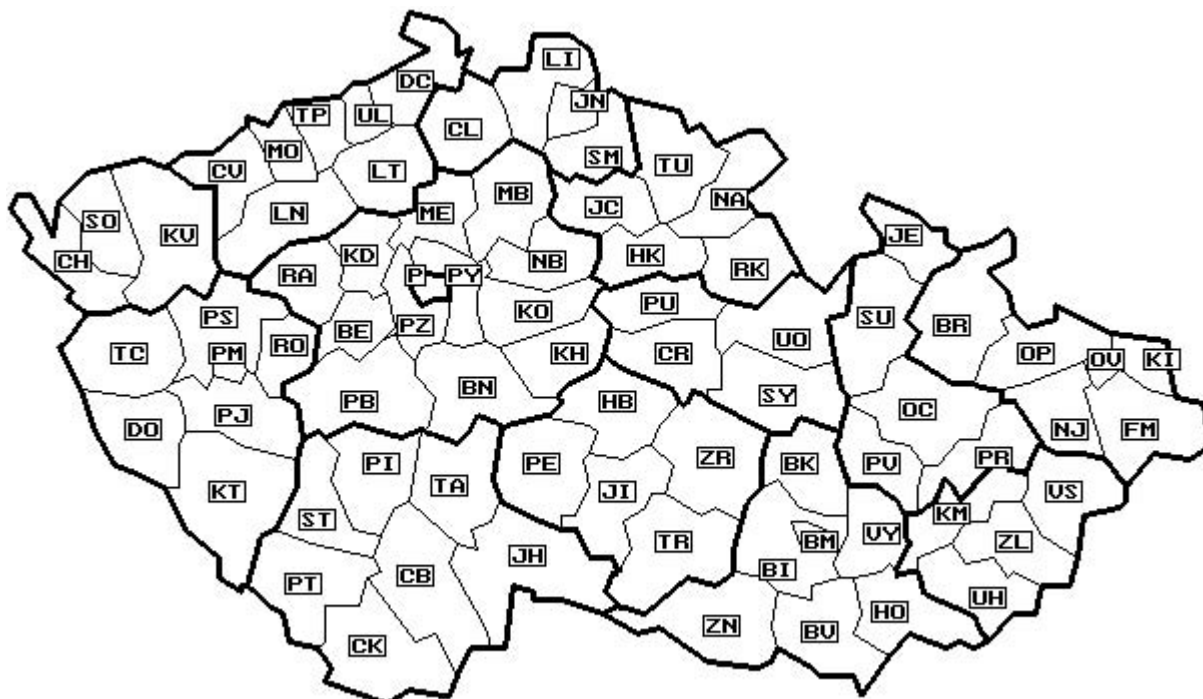 LI
DC
JN
TP
UL
CL
MO
SM
CV
LT
TU
MB
NA
LN
ME
JC
SO
KV
JE
CH
KD
P
PY
NB
HK
RK
RA
KO
PU
PS
BE
PZ
SU
BR
TC
PM
RO
KH
CR
UO
OP
OV
KI
PB
BN
HB
SY
OC
DO
PJ
NJ
FM
PI
PE
ZR
BK
PV
PR
KT
TA
JI
VS
ST
KM
JH
TR
BM
VY
ZL
PT
CB
BI
UH
ZN
BV
HO
CK